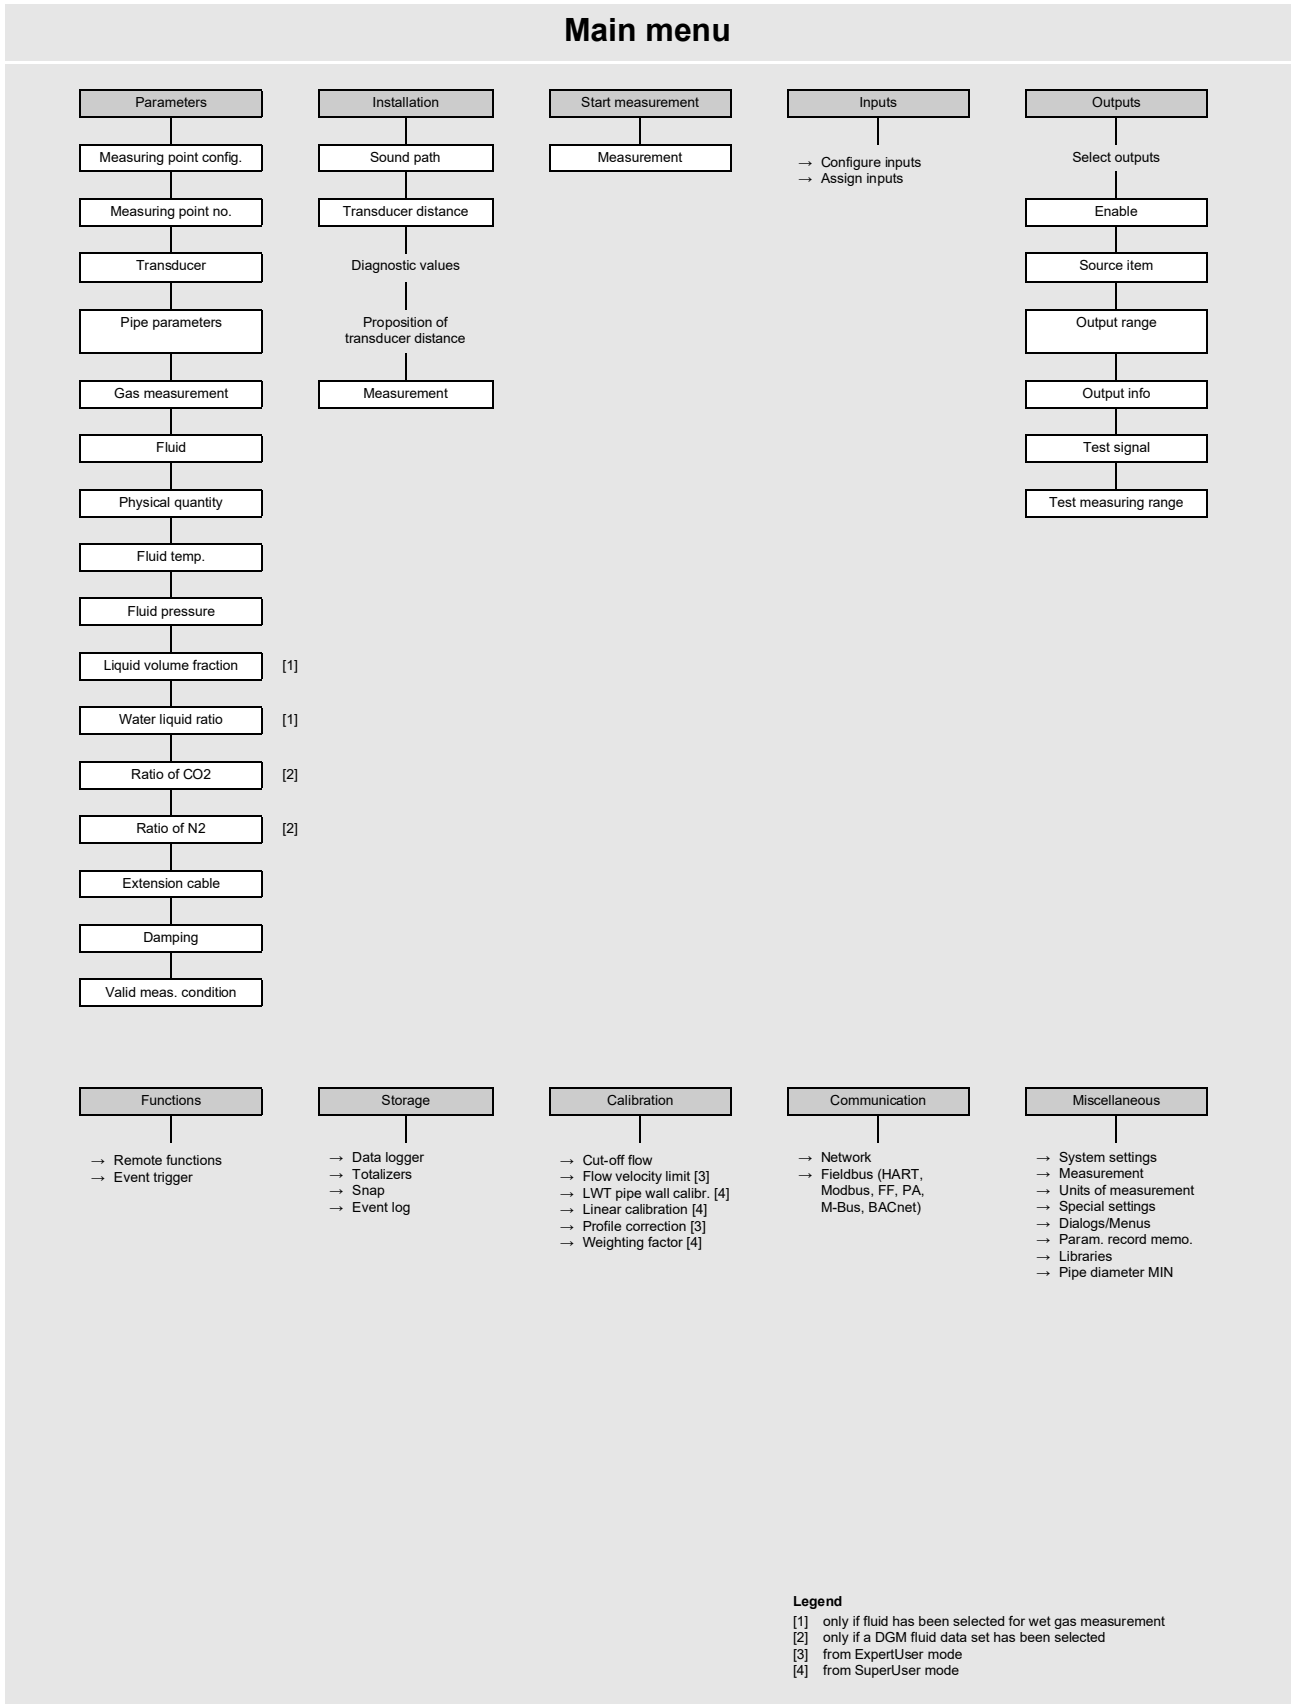 Main menu
Parameters
Measuring point config.
Measuring point no.
Transducer
Pipe parameters
Gas measurement
Fluid
Physical quantity
Fluid temp.
Fluid pressure
Liquid volume fraction [1]
Water liquid ratio [1]
Ratio of CO2 [2]
Ratio of N2 [2]
Extension cable
Damping
Valid meas. condition
Installation
Sound path
Transducer distance
Diagnostic values
Proposition of
transducer distance
Measurement
Start measurement
Measurement
Inputs
→ Configure inputs
→ Assign inputs
Outputs
Select outputs
Enable
Source item
Output range
Output info
Test signal
Test measuring range
Functions
→ Remote functions
→ Event trigger
Storage
→ Data logger
→ Totalizers
→ Snap
→ Event log
Calibration
→ Cut-off flow
→ Flow velocity limit [3]
→ LWT pipe wall calibr. [4]
→ Linear calibration [4]
→ Profile correction [3]
→ Weighting factor [4]
Communication
→ Network
→ Fieldbus (HART,
Modbus, FF, PA,
M-Bus, BACnet)
Miscellaneous
→ System settings
→ Measurement
→ Units of measurement
→ Special settings
→ Dialogs/Menus
→ Param. record memo.
→ Libraries
→ Pipe diameter MIN
Legend
[1] only if fluid has been selected for wet gas measurement
[2] only if a DGM fluid data set has been selected
[3] from ExpertUser mode
[4] from SuperUser mode